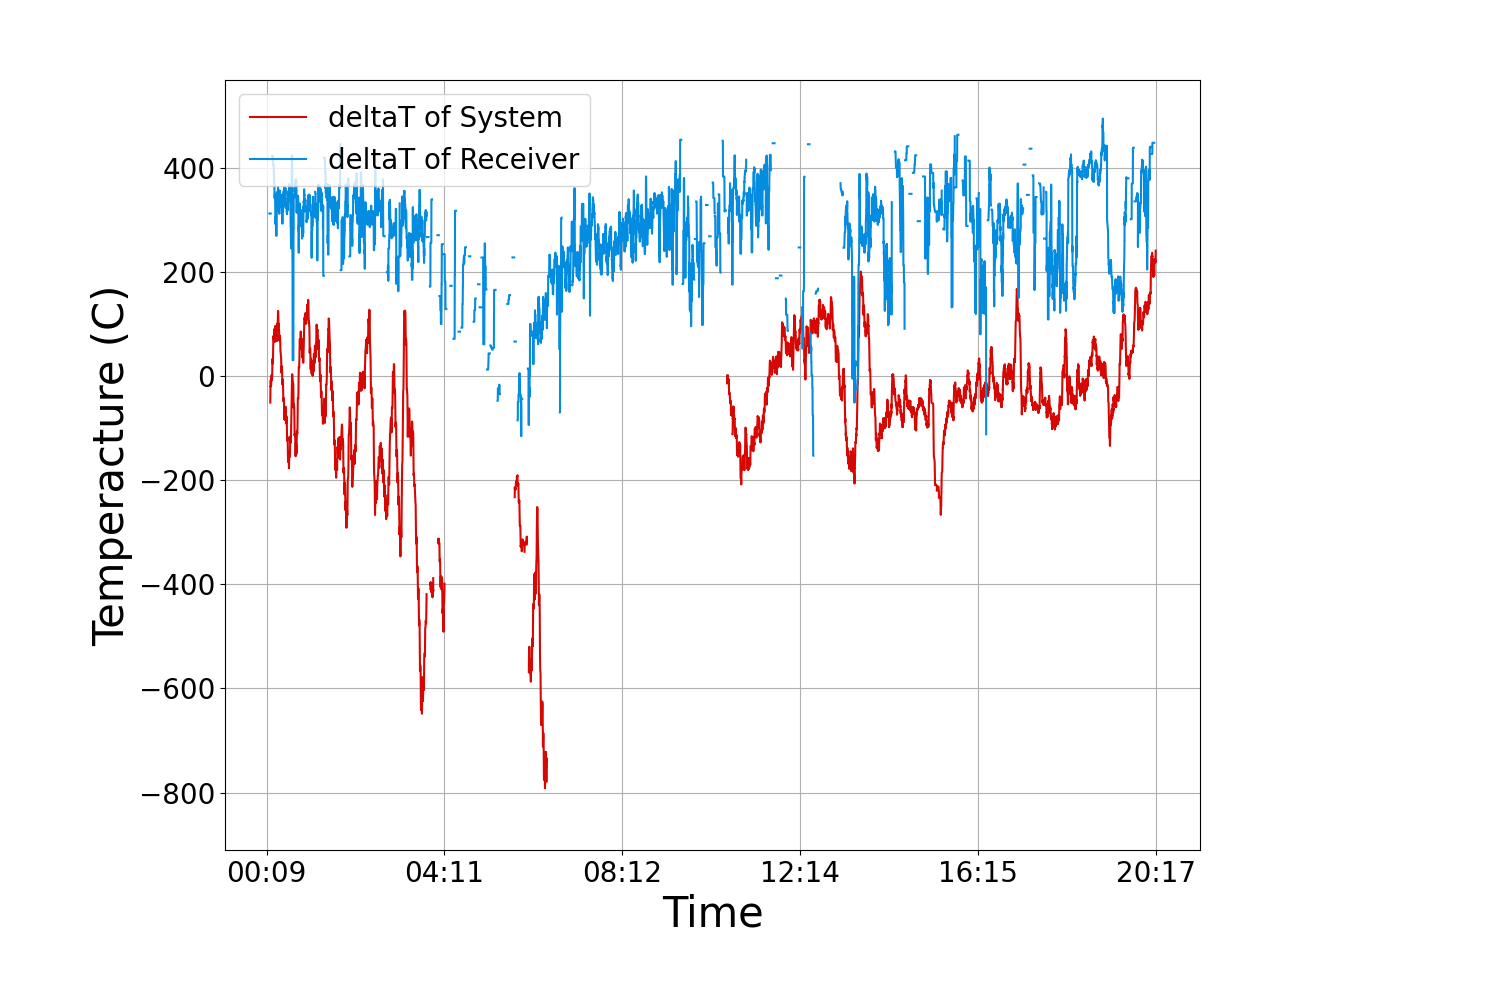 deltaT of System
deltaT of Receiver
400
200
0
−200
−400
−600
−800
Temperacture (C)
00:09 04:11 08:12 12:14 16:15 20:17
Time